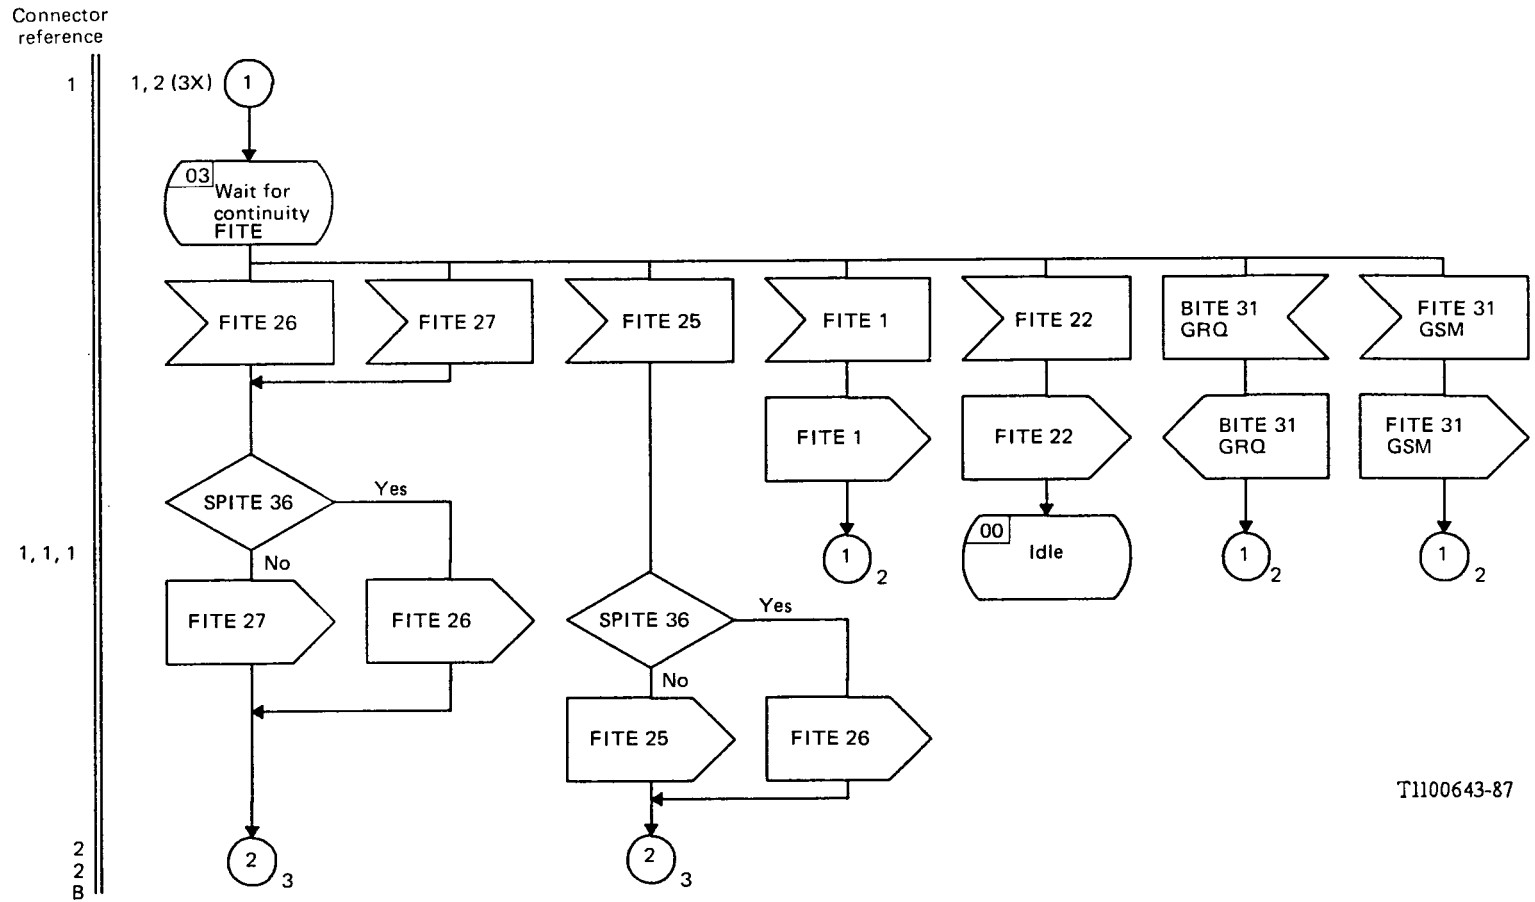 Connector
reference
1
1, 2 (3X)
1
03
Wait for
continuity
FITE
FITE 26
FITE 27
FITE 25
FITE 1
FITE 22
BITE 31
GRQ
FITE 31
GSM
FITE 1
FITE 22
BITE 31
GRQ
FITE 31
GSM
SPITE 36
Yes
No
1, 1, 1
1
2
00
Idle
1
2
1
2
FITE 27
FITE 26
SPITE 36
Yes
No
FITE 25
FITE 26
T1100643-87
2
2
B
2
3
2
3